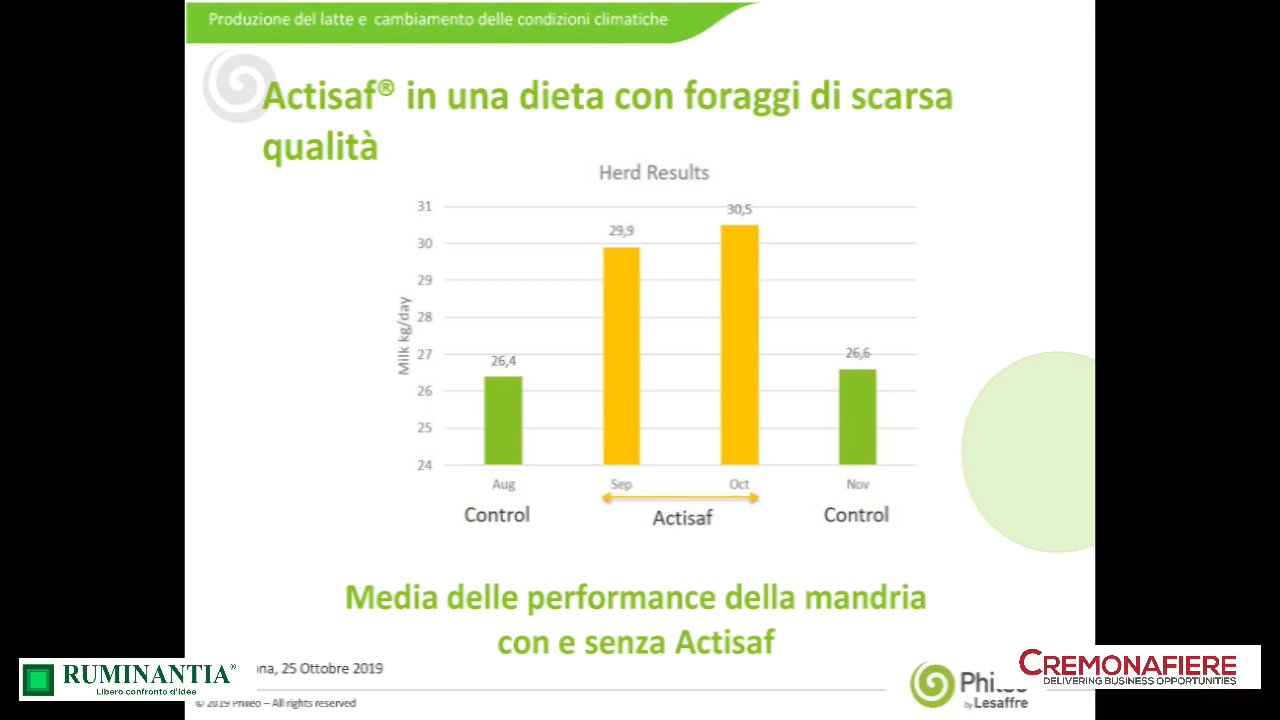 Produzione del latte e cambiamento delle condizioni climatiche
Actisaf® in una dieta con foraggi di scarsa
qualità
Herd Results
Milk kg/day
31
30
29
28
27
26
25
24
26,4
29,9
30,5
26,6
Aug
Sep
Oct
Nov
Control
Actisaf
Control
Media delle performance della mandria
con e senza Actisaf
25 Ottobre 2019
RUMINANTIA®
Libero confronto d'Idee
© 2019 Phileo – All rights reserved
Phileo
by Lesaffre
CREMONAFIERE
DELIVERING BUSINESS OPPORTUNITIES